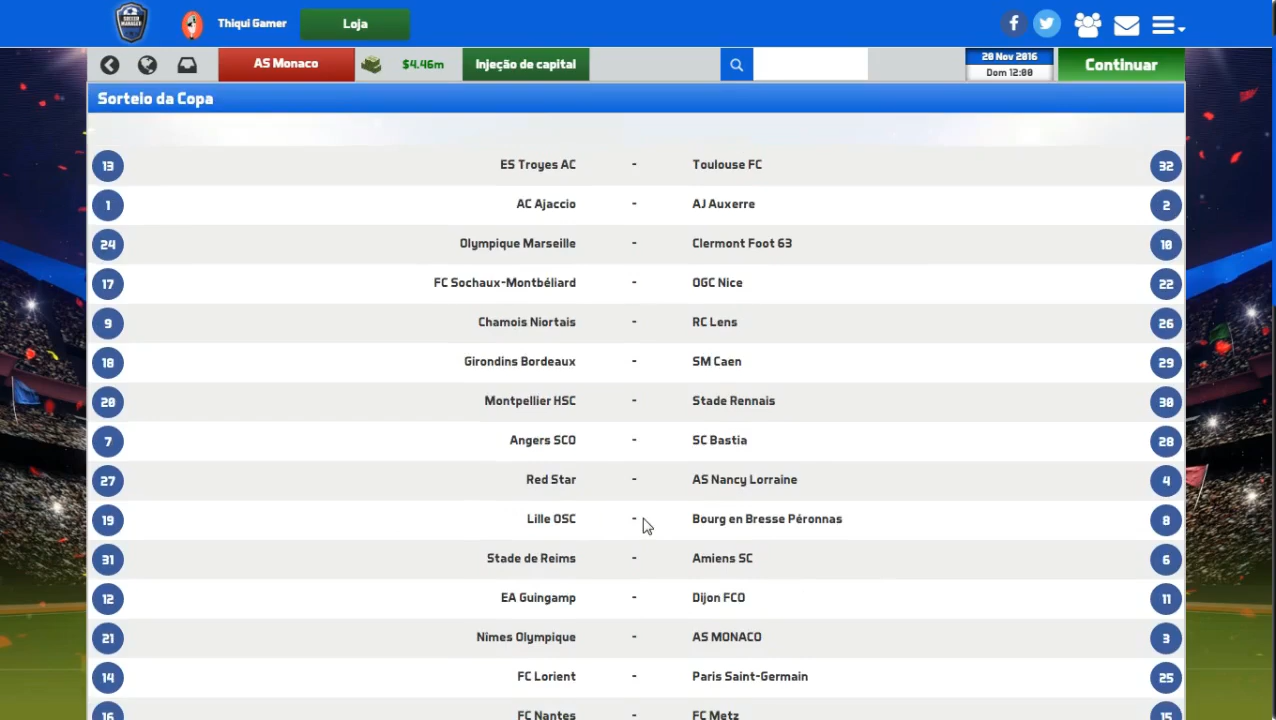 SOCCER MANAGER
Thiqui Gamer
Loja
AS Monaco
$4.46m
Injeção de capital
20 Nov 2016
Dom 12:00
Continuar
Sorteio da Copa
13 ES Troyes AC - Toulouse FC 32
1 AC Ajaccio - AJ Auxerre 2
24 Olympique Marseille - Clermont Foot 63 10
17 FC Sochaux-Montbéliard - OGC Nice 22
9 Chamois Niortais - RC Lens 26
18 Girondins Bordeaux - SM Caen 29
20 Montpellier HSC - Stade Rennais 30
7 Angers SCO - SC Bastia 28
27 Red Star - AS Nancy Lorraine 4
19 Lille OSC - Bourg en Bresse Péronnas 8
31 Stade de Reims - Amiens SC 6
12 EA Guingamp - Dijon FCO 11
21 Nîmes Olympique - AS MONACO 3
14 FC Lorient - Paris Saint-Germain 25
16 FC Nantes - FC Metz 15